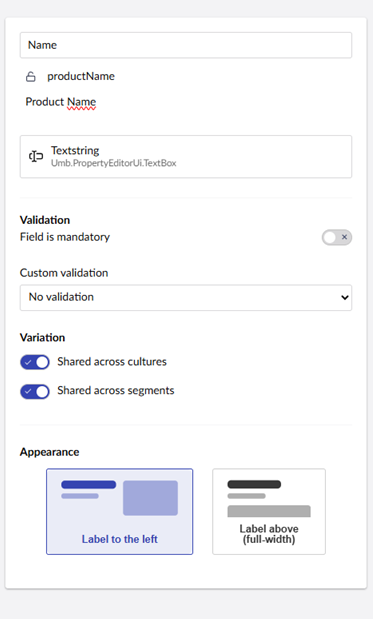 Name
productName
Product Name
Textstring
Umb.PropertyEditorUi.TextBox
Validation
Field is mandatory
Custom validation
No validation
Variation
Shared across cultures
Shared across segments
Appearance
Label to the left
Label above
(full-width)